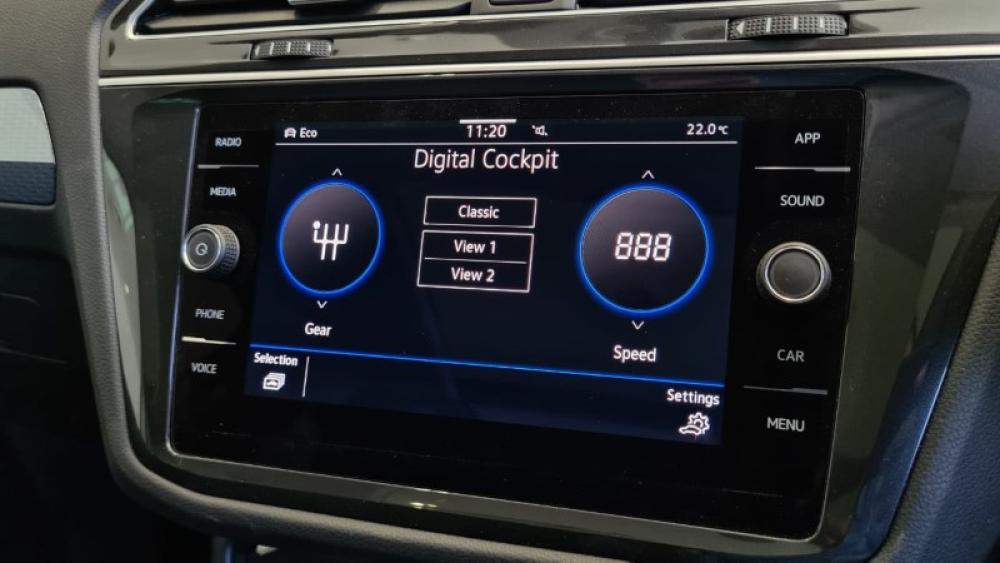 Eco
11:20
22.0°C
RADIO
MEDIA
PHONE
VOICE
Digital Cockpit
Classic
View 1
View 2
888
Gear
Speed
Selection
Settings
APP
SOUND
CAR
MENU